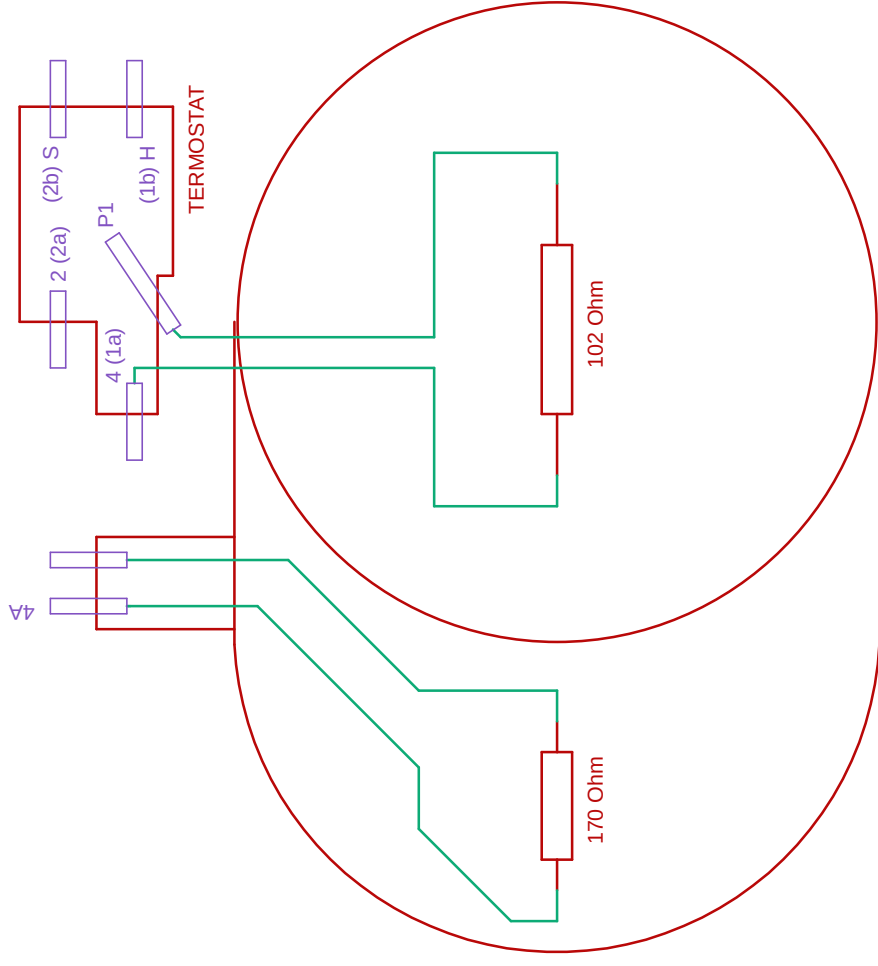 TERMOSTAT
(2b) S
(1b) H
P1
2 (2a)
4 (1a)
102 Ohm
4A
170 Ohm